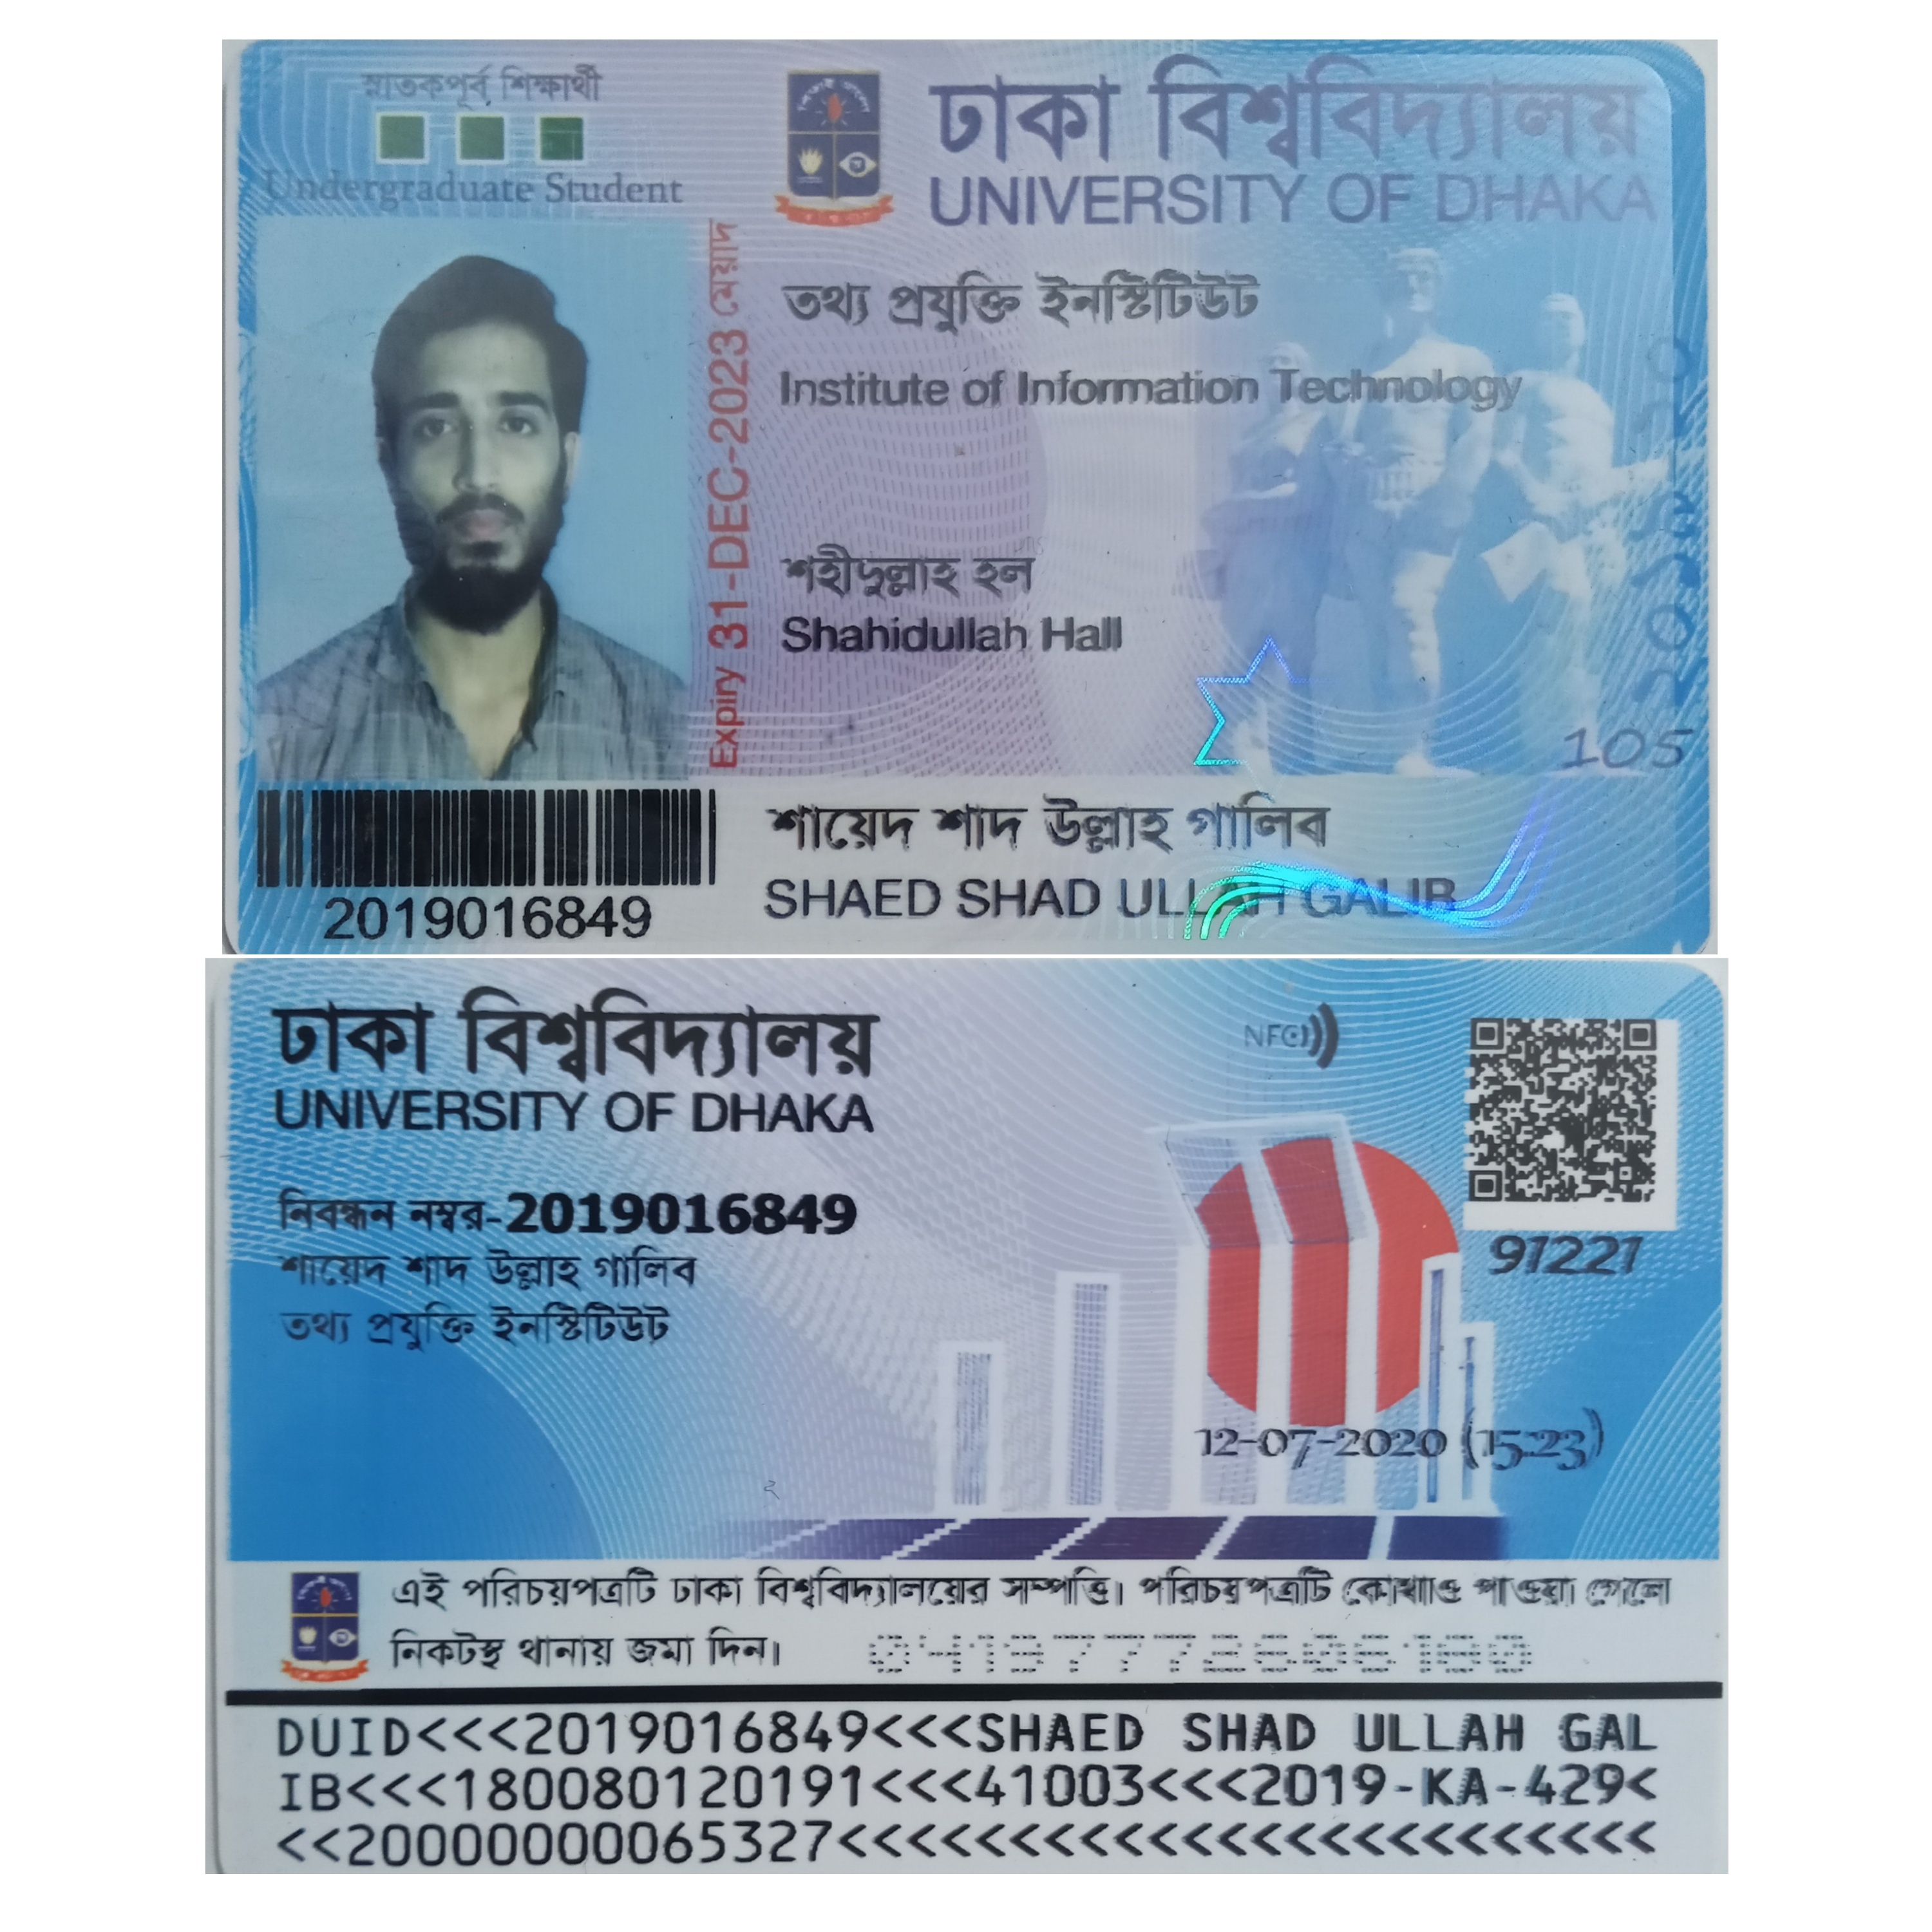 স্নাতকপূর্ব শিক্ষার্থী
Undergraduate Student
ঢাকা বিশ্ববিদ্যালয়
UNIVERSITY OF DHAKA
Expiry 31-DEC-2023 মেয়াদ
তথ্য প্রযুক্তি ইনস্টিটিউট
Institute of Information Technology
শহীদুল্লাহ হল
Shahidullah Hall
105
শায়েদ শাদ উল্লাহ গালিব
SHAED SHAD ULLAH GALIB
2019016849
ঢাকা বিশ্ববিদ্যালয়
UNIVERSITY OF DHAKA
NFC
নিবন্ধন নম্বর-2019016849
শায়েদ শাদ উল্লাহ গালিব
তথ্য প্রযুক্তি ইনস্টিটিউট
91221
12-07-2020 (15:23)
এই পরিচয়পত্রটি ঢাকা বিশ্ববিদ্যালয়ের সম্পত্তি। পরিচয়পত্রটি কোথাও পাওয়া গেলে
নিকটস্থ থানায় জমা দিন।
DUID<<<2019016849<<<SHAED SHAD ULLAH GAL
IB<<<180080120191<<<41003<<<2019-KA-429<
<<20000000065327<<<<<<<<<<<<<<<<<<<<<<<<